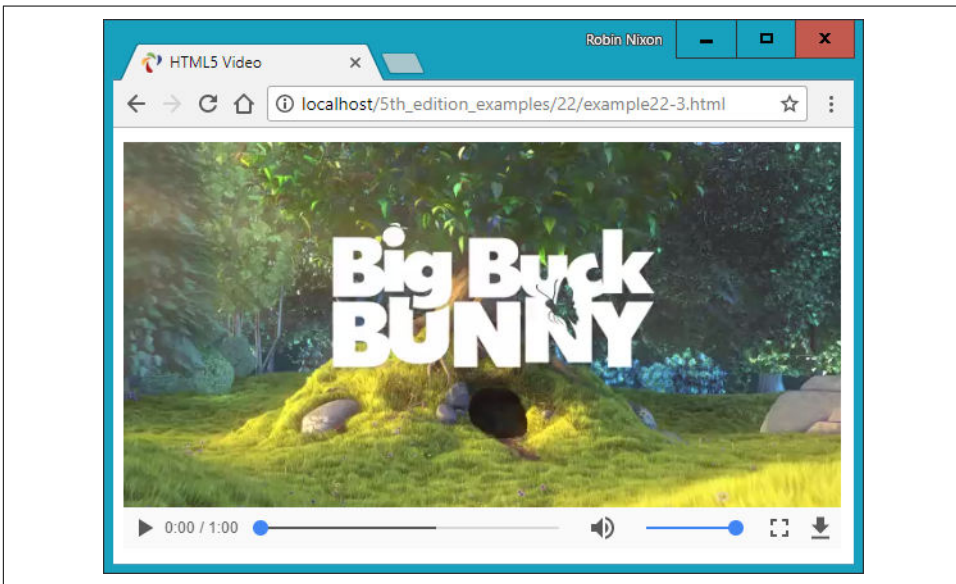 Robin Nixon
HTML5 Video
localhost/5th_edition_examples/22/example22-3.html
Big Buck
BUNNY
0:00 / 1:00